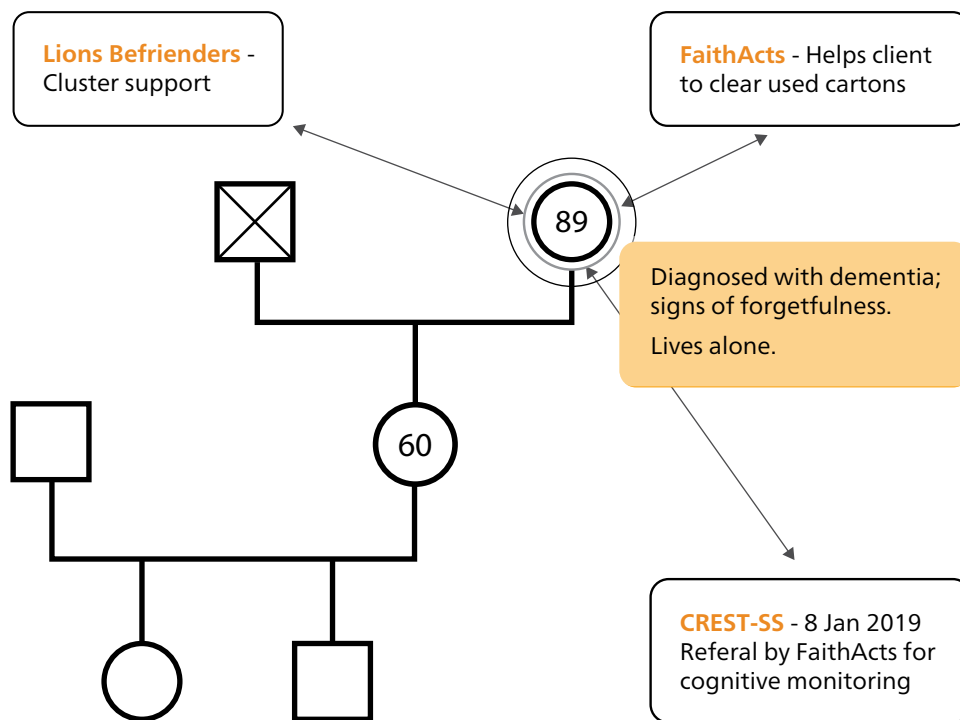 Lions Befrienders -
Cluster support
FaithActs - Helps client
to clear used cartons
89
Diagnosed with dementia;
signs of forgetfulness.
Lives alone.
60
CREST-SS - 8 Jan 2019
Referal by FaithActs for
cognitive monitoring